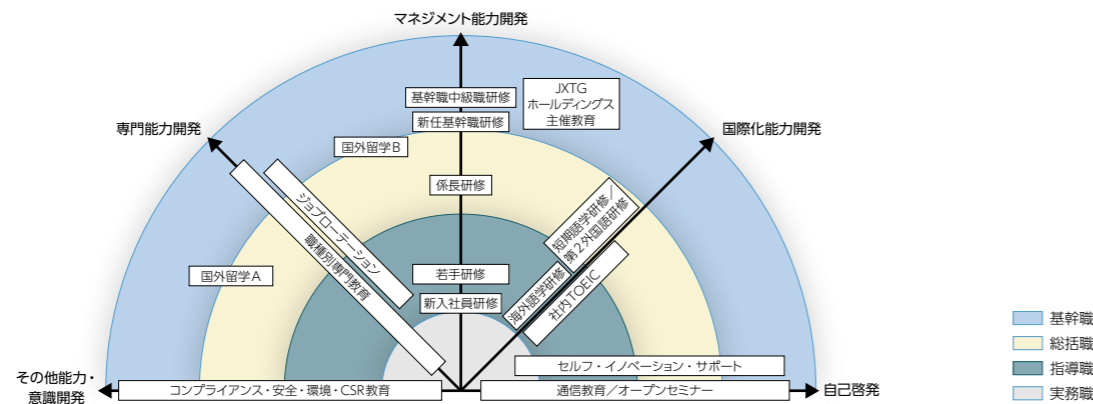 マネジメント能力開発
基幹職中級職研修
新任基幹職研修
JXTG
ホールディングス
主催教育
専門能力開発
国際化能力開発
国外留学B
係長研修
ジョブローテーション
職種別専門教育
短期語学研修／
第2外国語研修
国外留学A
若手研修
新入社員研修
海外語学研修
社内TOEIC
セルフ・イノベーション・サポート
その他能力・
意識開発
コンプライアンス・安全・環境・CSR教育
通信教育／オープンセミナー
自己啓発
基幹職
総括職
指導職
実務職